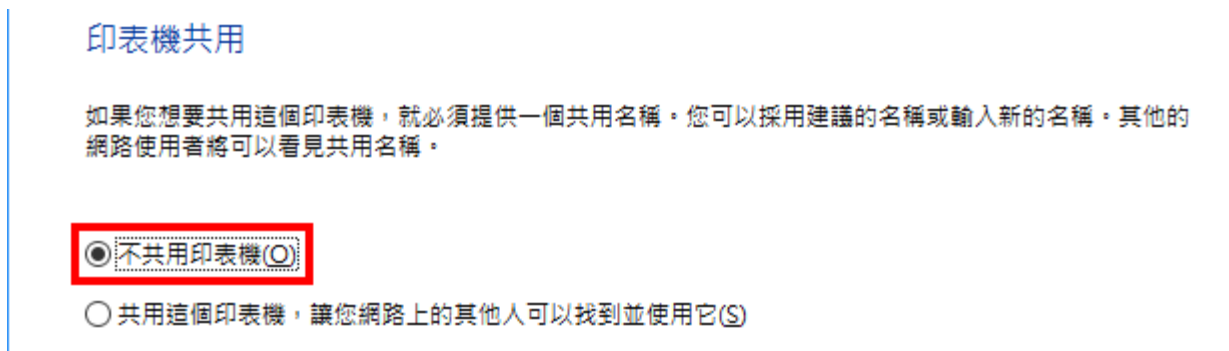 印表機共用
如果您想要共用這個印表機，就必須提供一個共用名稱。您可以採用建議的名稱或輸入新的名稱。其他的
網路使用者將可以看見共用名稱。
不共用印表機(O)
共用這個印表機，讓您網路上的其他人可以找到並使用它(S)